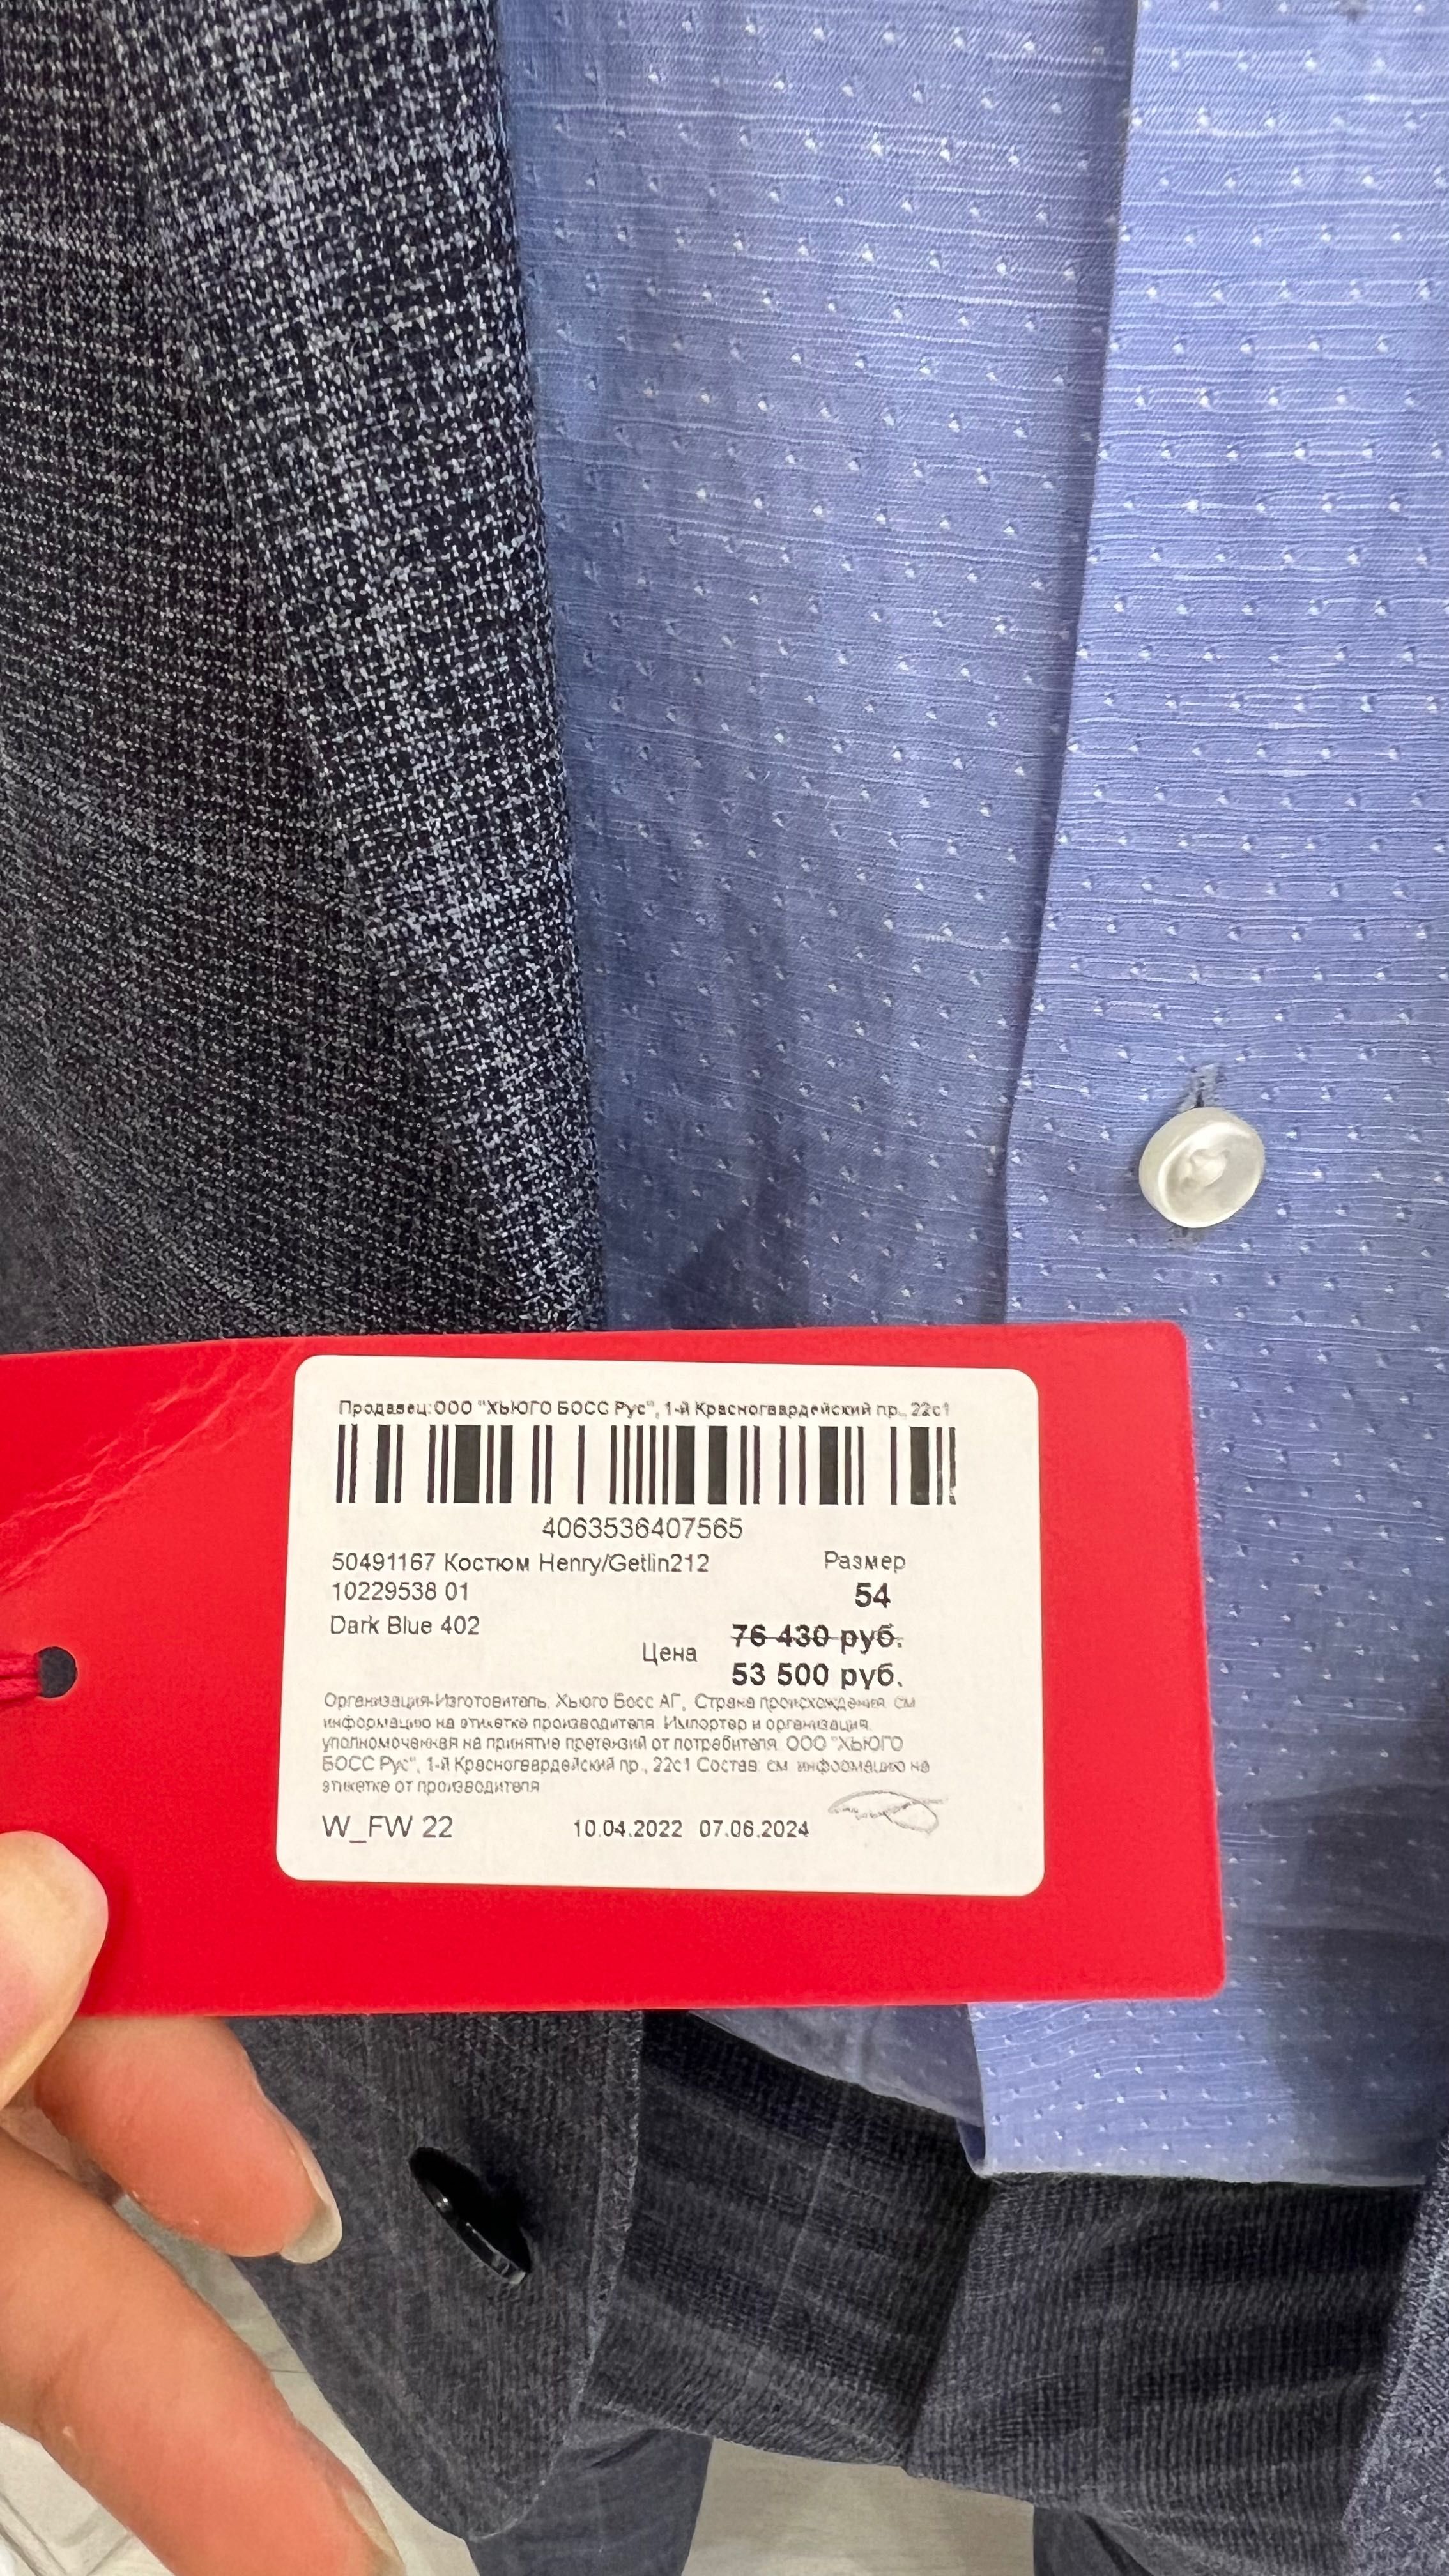 Продавец:ООО "ХЬЮГО БОСС Рус", 1-й Красногвардейский пр., 22с1
4063536407565
50491167 Костюм Henry/Getlin212
10229538 01
Dark Blue 402
Размер
54
Цена
76 430 руб.
53 500 руб.
Организация-Изготовитель. Хьюго Босс АГ, Страна происхождения. см
информацию на этикетке производителя. Импортер и организация,
уполномоченная на принятие претензий от потребителя. ООО "ХЬЮГО
БОСС Рус", 1-й Красногвардейский пр., 22с1 Состав. см. информацию на
этикетке от производителя
W_FW 22
10.04.2022 07.06.2024